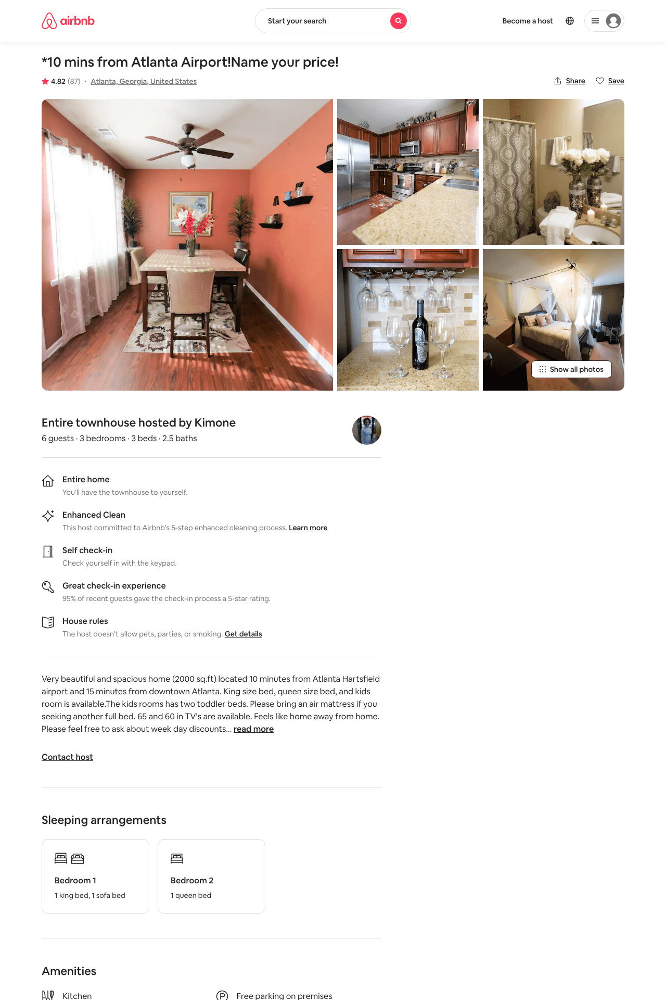 airbnb
Start your search
Become a host
*10 mins from Atlanta Airport!Name your price!
4.82 (87) · Atlanta, Georgia, United States
Share
Save
Show all photos
Entire townhouse hosted by Kimone
6 guests · 3 bedrooms · 3 beds · 2.5 baths
Entire home
You’ll have the townhouse to yourself.
Enhanced Clean
This host committed to Airbnb's 5-step enhanced cleaning process. Learn more
Self check-in
Check yourself in with the keypad.
Great check-in experience
95% of recent guests gave the check-in process a 5-star rating.
House rules
The host doesn’t allow pets, parties, or smoking. Get details
Very beautiful and spacious home (2000 sq.ft) located 10 minutes from Atlanta Hartsfield
airport and 15 minutes from downtown Atlanta. King size bed, queen size bed, and kids
room is available.The kids rooms has two toddler beds. Please bring an air mattress if you
seeking another full bed. 65 and 60 in TV's are available. Feels like home away from home.
Please feel free to ask about week day discounts... read more
Contact host
Sleeping arrangements
Bedroom 1
1 king bed, 1 sofa bed
Bedroom 2
1 queen bed
Amenities
Kitchen
Free parking on premises